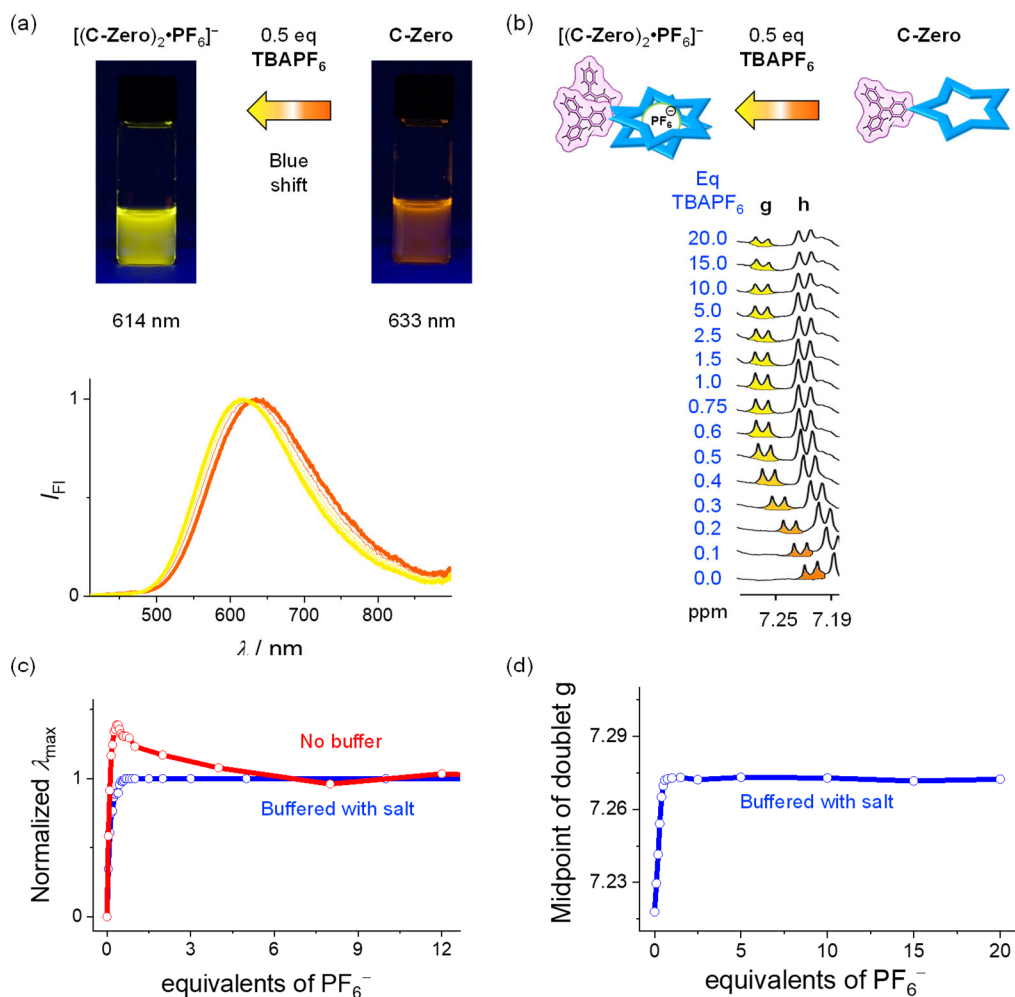 (a)
[(C-Zero)₂•PF₆]⁻
0.5 eq
TBAPF₆
C-Zero
Blue
shift
614 nm
633 nm
1
I_FI
0
500
600
700
800
λ / nm
(b)
[(C-Zero)₂•PF₆]⁻
0.5 eq
TBAPF₆
C-Zero
PF₆⊖
Eq
TBAPF₆
g
h
20.0
15.0
10.0
5.0
2.5
1.5
1.0
0.75
0.6
0.5
0.4
0.3
0.2
0.1
0.0
ppm
7.25
7.19
(c)
Normalized λmax
1
0
No buffer
Buffered with salt
0
2
4
6
8
10
12
equivalents of PF₆⁻
(d)
Midpoint of doublet g
7.29
7.26
7.23
Buffered with salt
0
5
10
15
20
equivalents of PF₆⁻